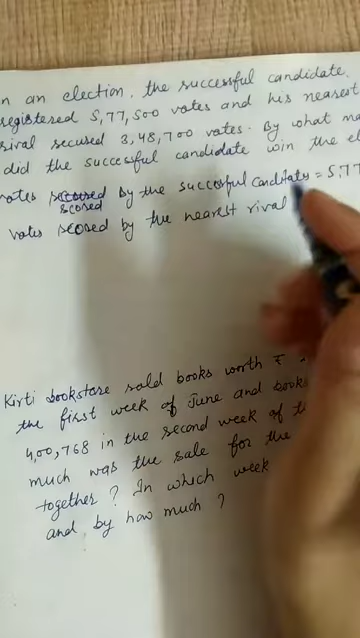 n an election, the successful candidate
registered 5,77,500 votes and his nearest
rival secured 3,48,700 votes. By what ma
did the successful candidate win the el
votes scored by the successful candidate = 5,77
votes scored by the nearest rival
Kirti bookstore sold books worth ₹
the first week of June and books
4,00,768 in the second week of t
much was the sale for the
together? In which week
and by how much?